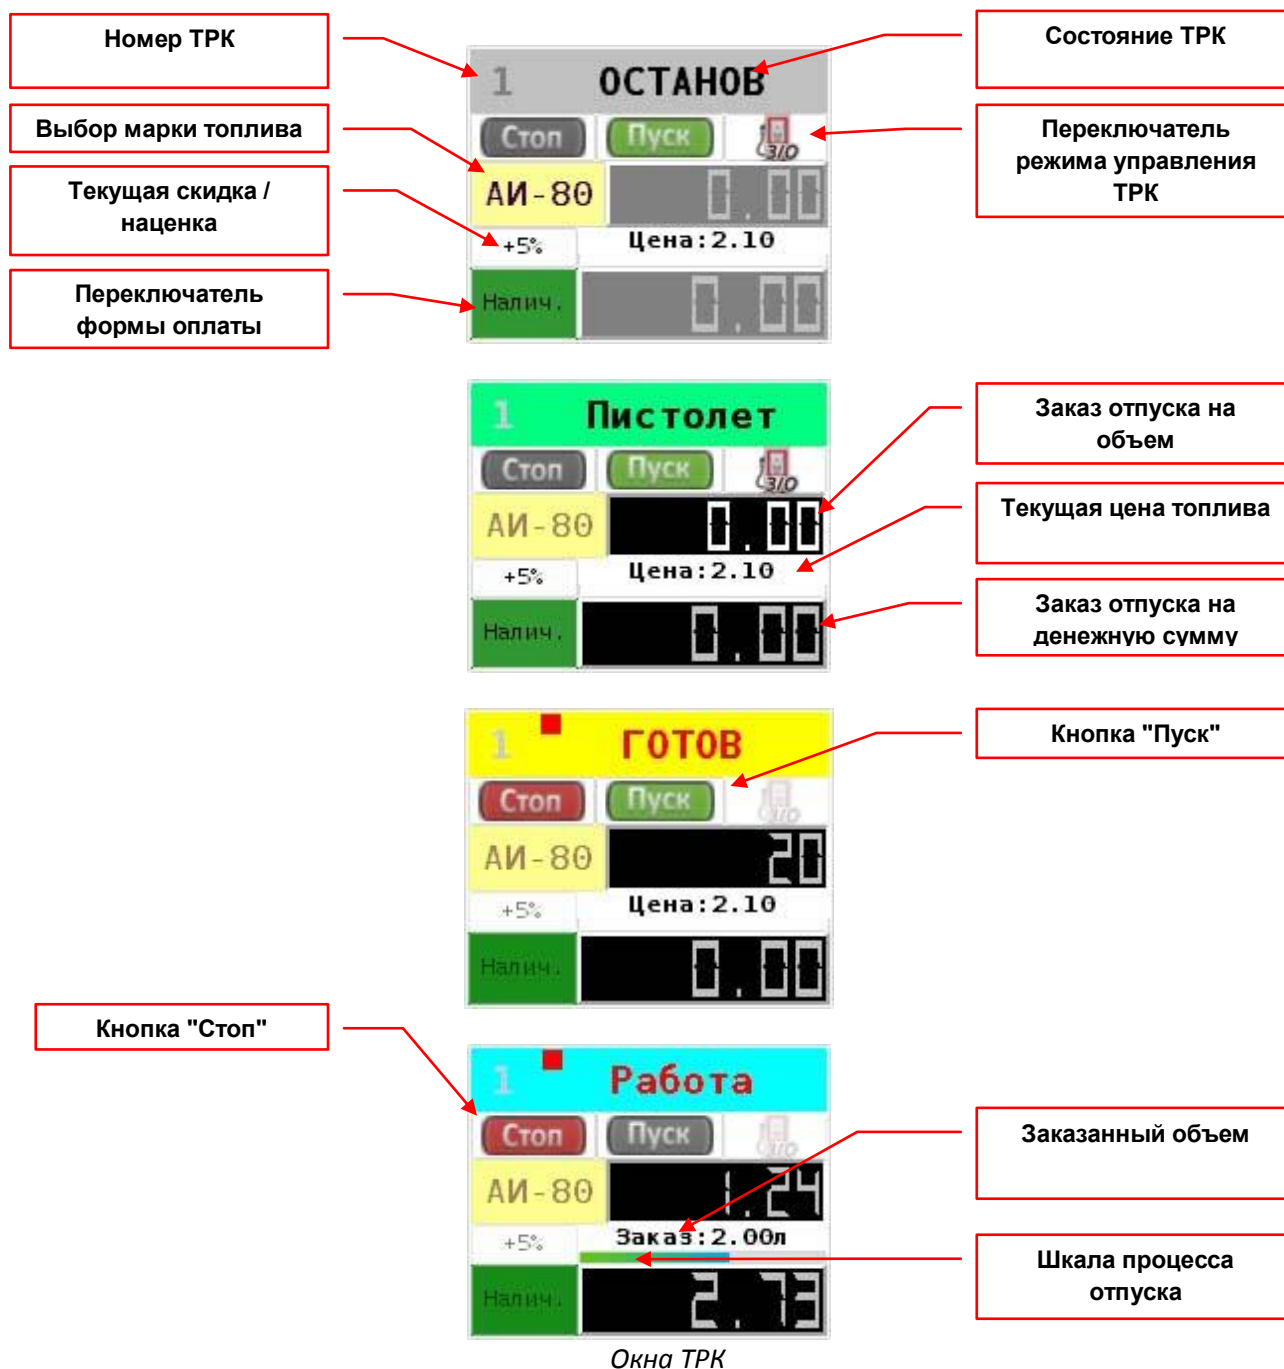 Номер ТРК
Состояние ТРК
1 ОСТАНОВ
Выбор марки топлива
Стоп Пуск З/О
Переключатель
режима управления
ТРК
Текущая скидка /
наценка
АИ-80 0.00
+5% Цена:2.10
Переключатель
формы оплаты
Налич. 0.00
1 Пистолет
Заказ отпуска на
объем
Стоп Пуск З/О
АИ-80 0.00
Текущая цена топлива
+5% Цена:2.10
Заказ отпуска на
денежную сумму
Налич. 0.00
1 ГОТОВ
Кнопка "Пуск"
Стоп Пуск З/О
АИ-80 20
+5% Цена:2.10
Налич. 0.00
Кнопка "Стоп"
1 Работа
Стоп Пуск З/О
Заказанный объем
АИ-80 1.24
+5% Заказ:2.00л
Шкала процесса
отпуска
Налич. 2.73
Окна ТРК